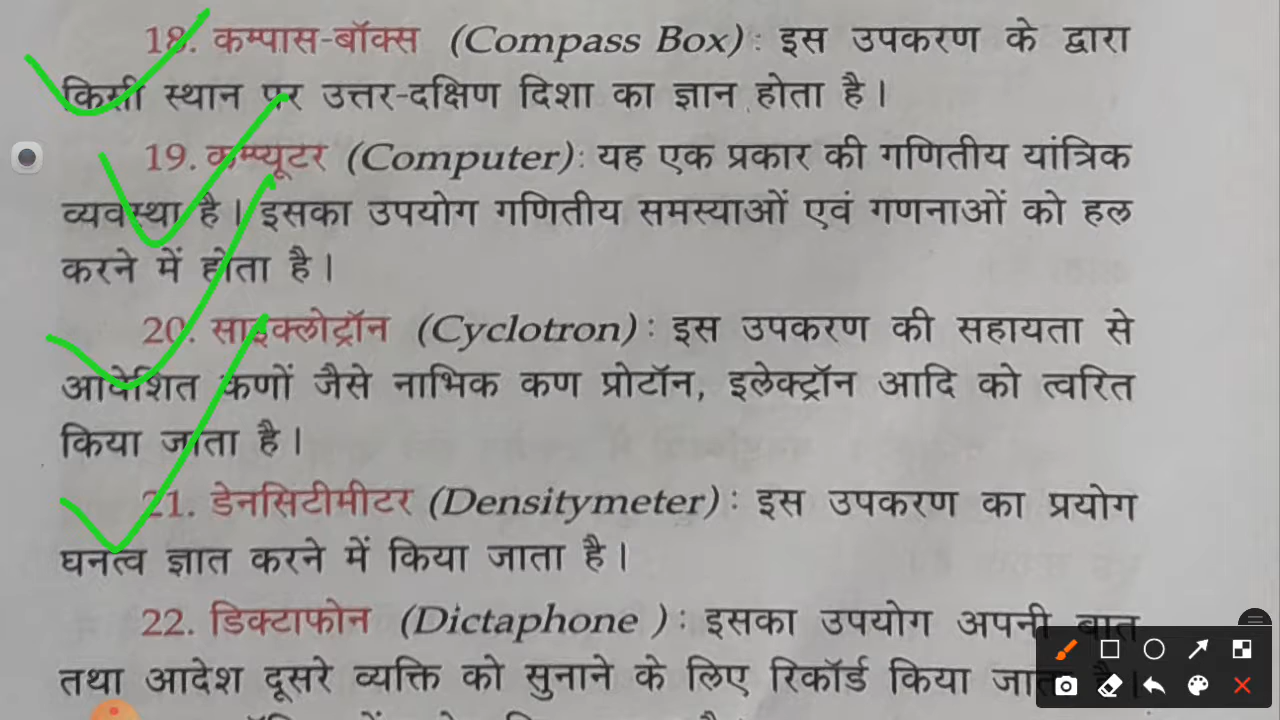 18. कम्पास-बॉक्स (Compass Box) : इस उपकरण के द्वारा
किसी स्थान पर उत्तर-दक्षिण दिशा का ज्ञान होता है।
19. कम्प्यूटर (Computer) : यह एक प्रकार की गणितीय यांत्रिक
व्यवस्था है। इसका उपयोग गणितीय समस्याओं एवं गणनाओं को हल
करने में होता है।
20. साइक्लोट्रॉन (Cyclotron) : इस उपकरण की सहायता से
आवेशित कणों जैसे नाभिक कण प्रोटॉन, इलेक्ट्रॉन आदि को त्वरित
किया जाता है।
21. डेनसिटीमीटर (Densitymeter) : इस उपकरण का प्रयोग
घनत्व ज्ञात करने में किया जाता है।
22. डिक्टाफोन (Dictaphone ) : इसका उपयोग अपनी बात
तथा आदेश दूसरे व्यक्ति को सुनाने के लिए रिकॉर्ड किया जाता है।